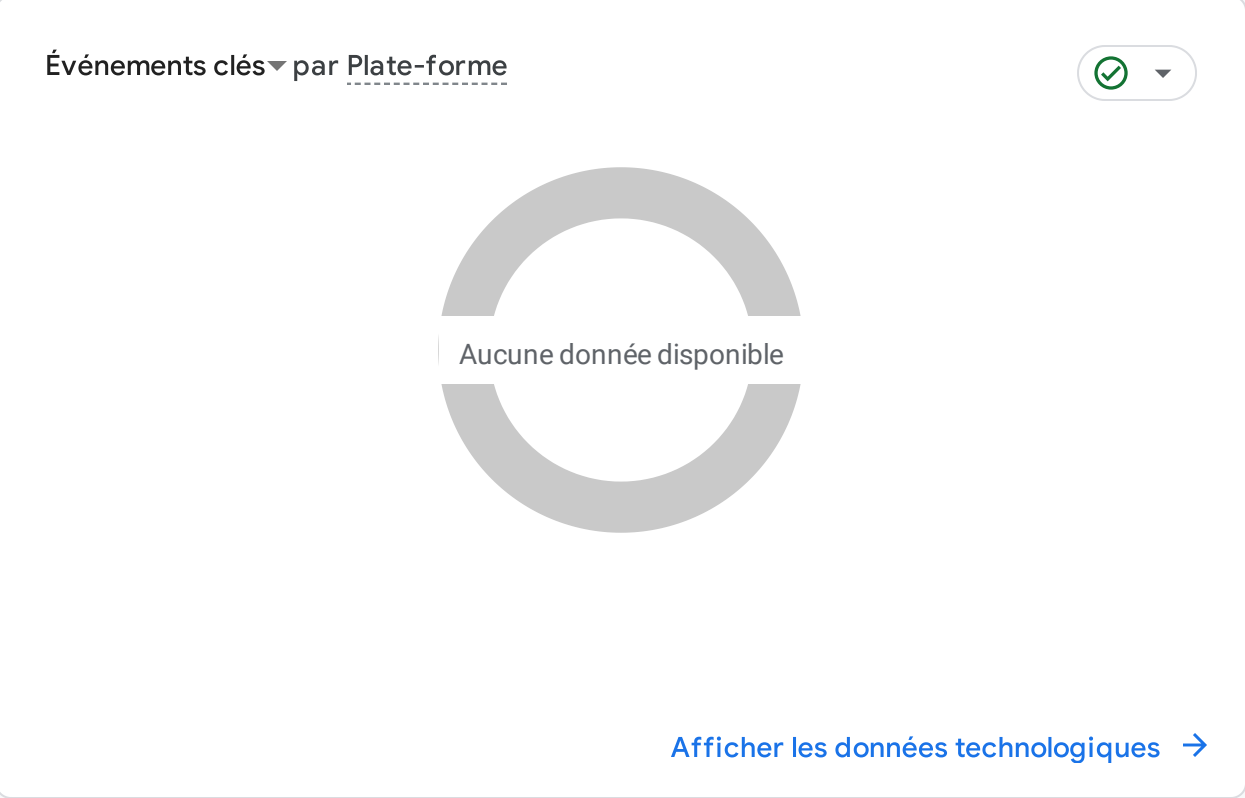 Événements clés par Plate-forme
Aucune donnée disponible
Afficher les données technologiques